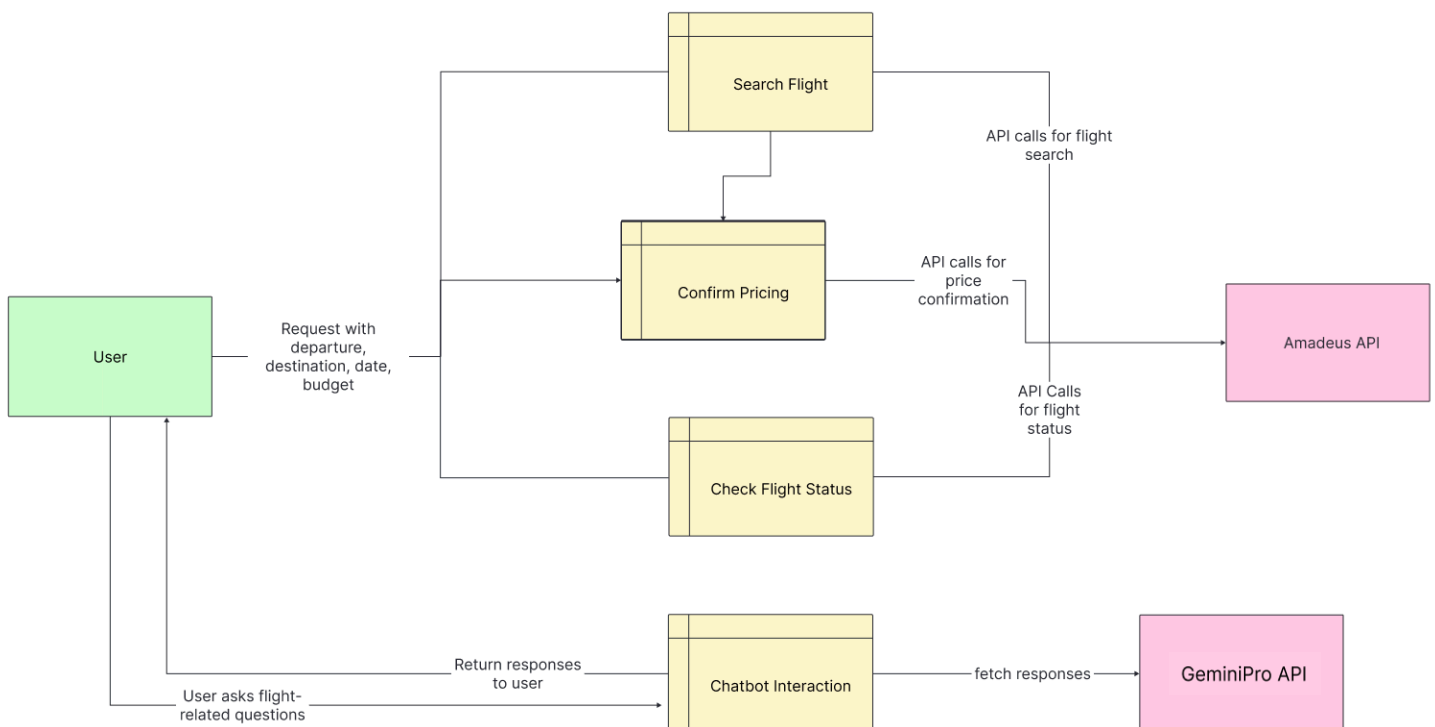 Search Flight
API calls for flight
search
Confirm Pricing
API calls for
price
confirmation
User
Request with
departure,
destination, date,
budget
Amadeus API
API Calls
for flight
status
Check Flight Status
Return responses
to user
Chatbot Interaction
fetch responses
GeminiPro API
User asks flight-
related questions